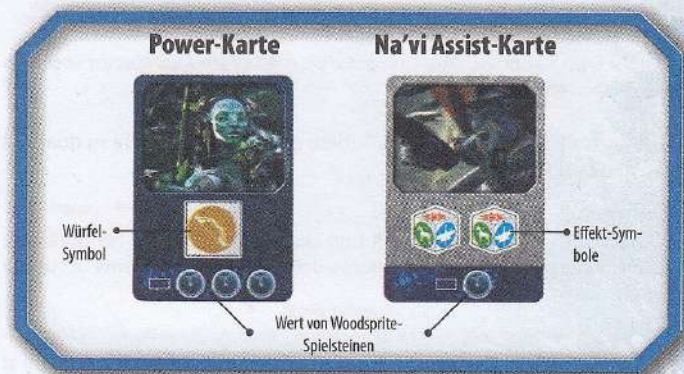 Power-Karte
Na'vi Assist-Karte
Würfel-
Symbol
Effekt-Sym-
bole
Wert von Woodsprite-
Spielsteinen